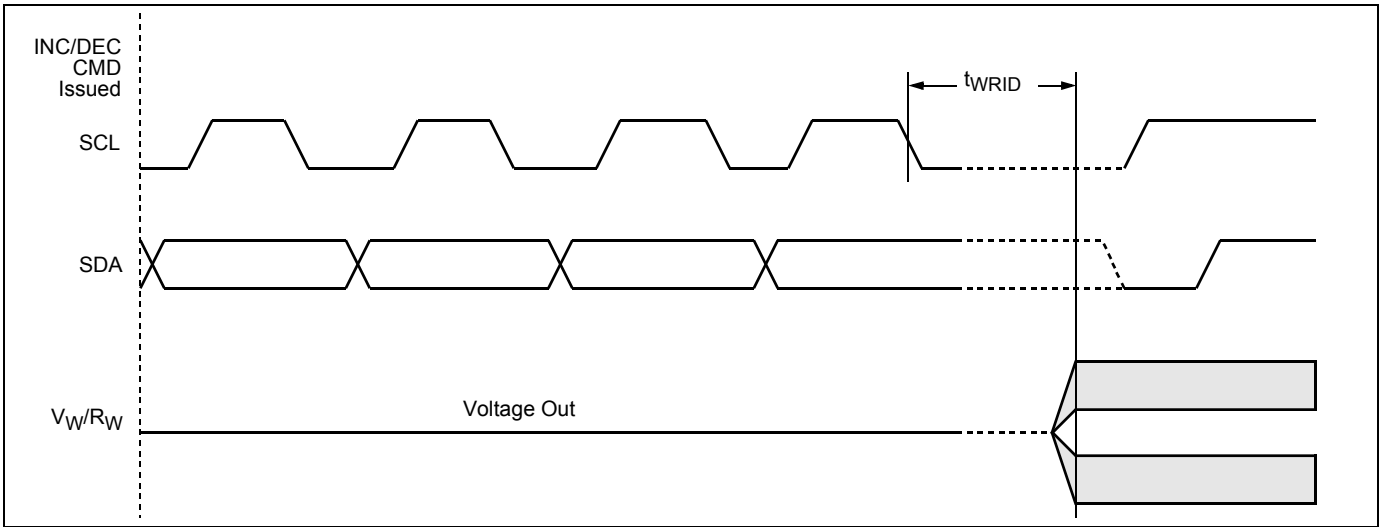 INC/DEC
CMD
Issued
tWRID
SCL
SDA
Voltage Out
VW/RW